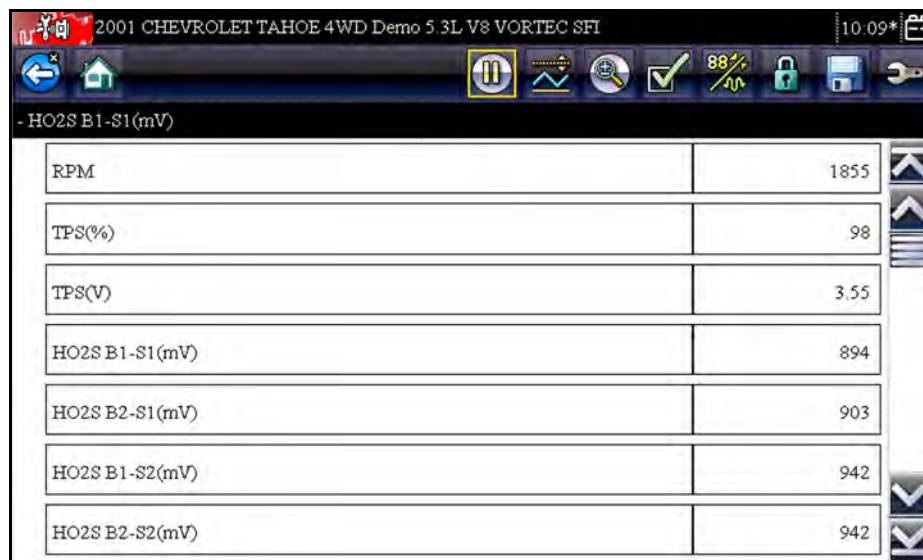 2001 CHEVROLET TAHOE 4WD Demo 5.3L V8 VORTEC SFI 10:09*
88
- HO2S B1-S1(mV)
RPM 1855
TPS(%) 98
TPS(V) 3.55
HO2S B1-S1(mV) 894
HO2S B2-S1(mV) 903
HO2S B1-S2(mV) 942
HO2S B2-S2(mV) 942